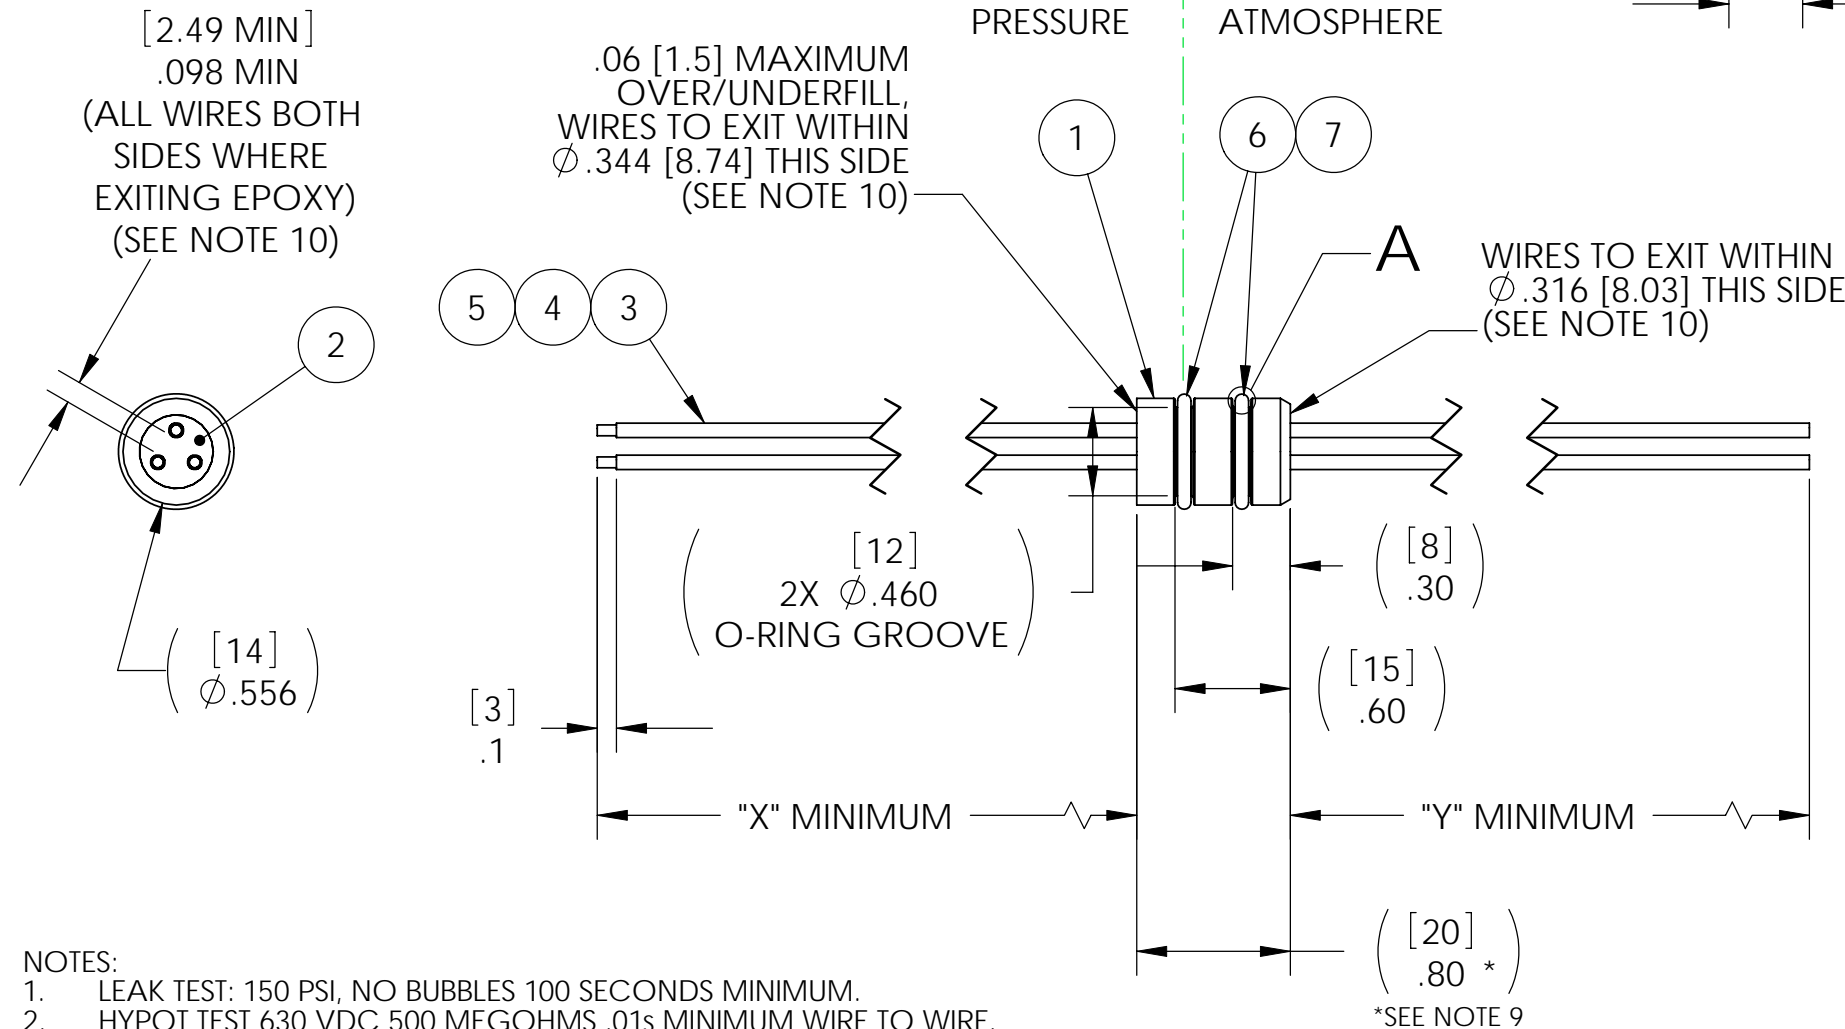 [2.49 MIN]
.098 MIN
(ALL WIRES BOTH
SIDES WHERE
EXITING EPOXY)
(SEE NOTE 10)
.06 [1.5] MAXIMUM
OVER/UNDERFILL,
WIRES TO EXIT WITHIN
∅.344 [8.74] THIS SIDE
(SEE NOTE 10)
PRESSURE
ATMOSPHERE
1
6
7
A
WIRES TO EXIT WITHIN
∅.316 [8.03] THIS SIDE
(SEE NOTE 10)
5
4
3
2
[14]
∅.556
[12]
2X ∅.460
O-RING GROOVE
[8]
.30
[15]
.60
[3]
.1
"X" MINIMUM
"Y" MINIMUM
[20]
.80 *
*SEE NOTE 9
NOTES:
1. LEAK TEST: 150 PSI, NO BUBBLES 100 SECONDS MINIMUM.
2. HYPOT TEST 630 VDC 500 MEGOHMS .01s MINIMUM WIRE TO WIRE.